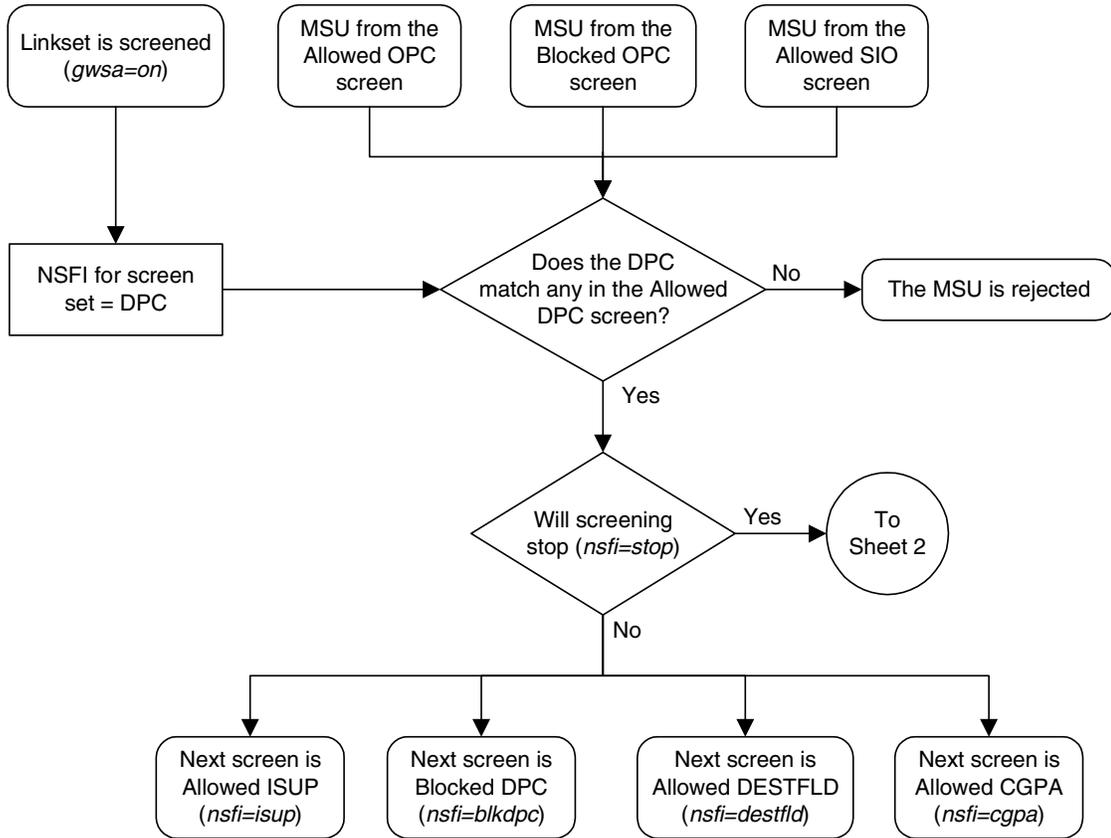 Linkset is screened
(gwsa=on)
MSU from the
Allowed OPC
screen
MSU from the
Blocked OPC
screen
MSU from the
Allowed SIO
screen
NSFI for screen
set = DPC
Does the DPC
match any in the Allowed
DPC screen?
No
The MSU is rejected
Yes
Will screening
stop (nsfi=stop)
Yes
To
Sheet 2
No
Next screen is
Allowed ISUP
(nsfi=isup)
Next screen is
Blocked DPC
(nsfi=blkdpc)
Next screen is
Allowed DESTFLD
(nsfi=destfld)
Next screen is
Allowed CGPA
(nsfi=cgpa)